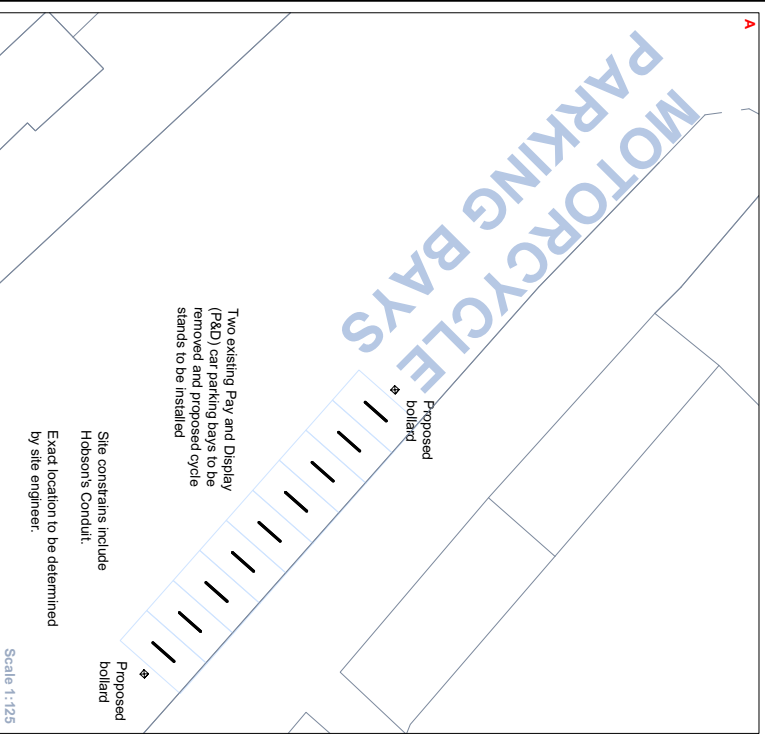 A
MOTORCYCLE
PARKING BAYS
Proposed
bollard
Two existing Pay and Display
(P&D) car parking bays to be
removed and proposed cycle
stands to be installed
Site constrains include
Hobson's Conduit.
Exact location to be determined
by site engineer.
Proposed
bollard
Scale 1:125